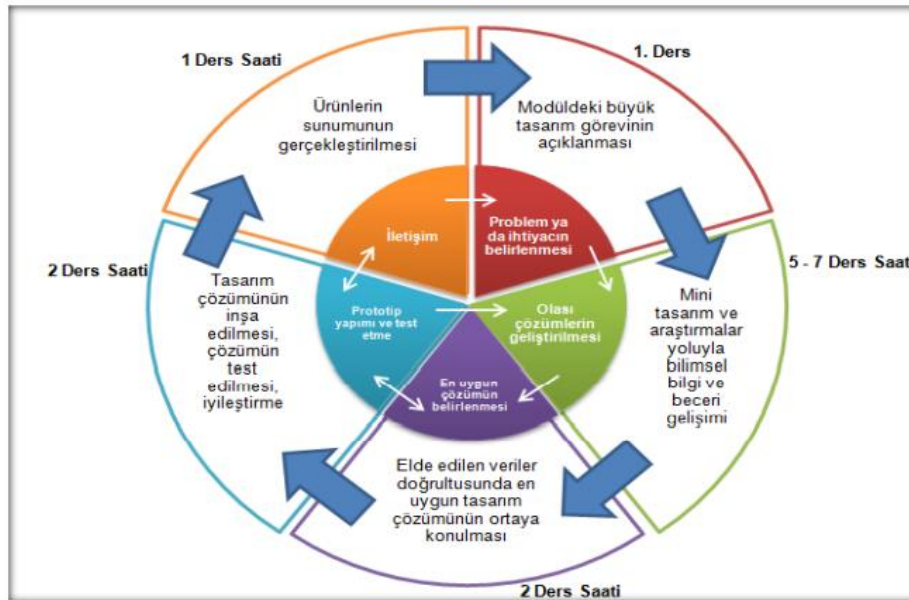 1 Ders Saati
1. Ders
Ürünlerin
sunumunun
gerçekleştirilmesi
Modüldeki büyük
tasarım görevinin
açıklanması
İletişim
Problem ya
da ihtiyacın
belirlenmesi
2 Ders Saati
5 - 7 Ders Saat
Tasarım
çözümünün
inşa
edilmesi,
çözümün
test
edilmesi,
iyileştirme
Prototip
yapımı ve test
etme
Olası
çözümlerin
geliştirilmesi
Mini
tasarım ve
araştırmalar
yoluyla
bilimsel
bilgi ve
beceri
gelişimi
En uygun
çözümün
belirlenmesi
Elde edilen veriler
doğrultusunda en
uygun tasarım
çözümünün ortaya
konulması
2 Ders Saati